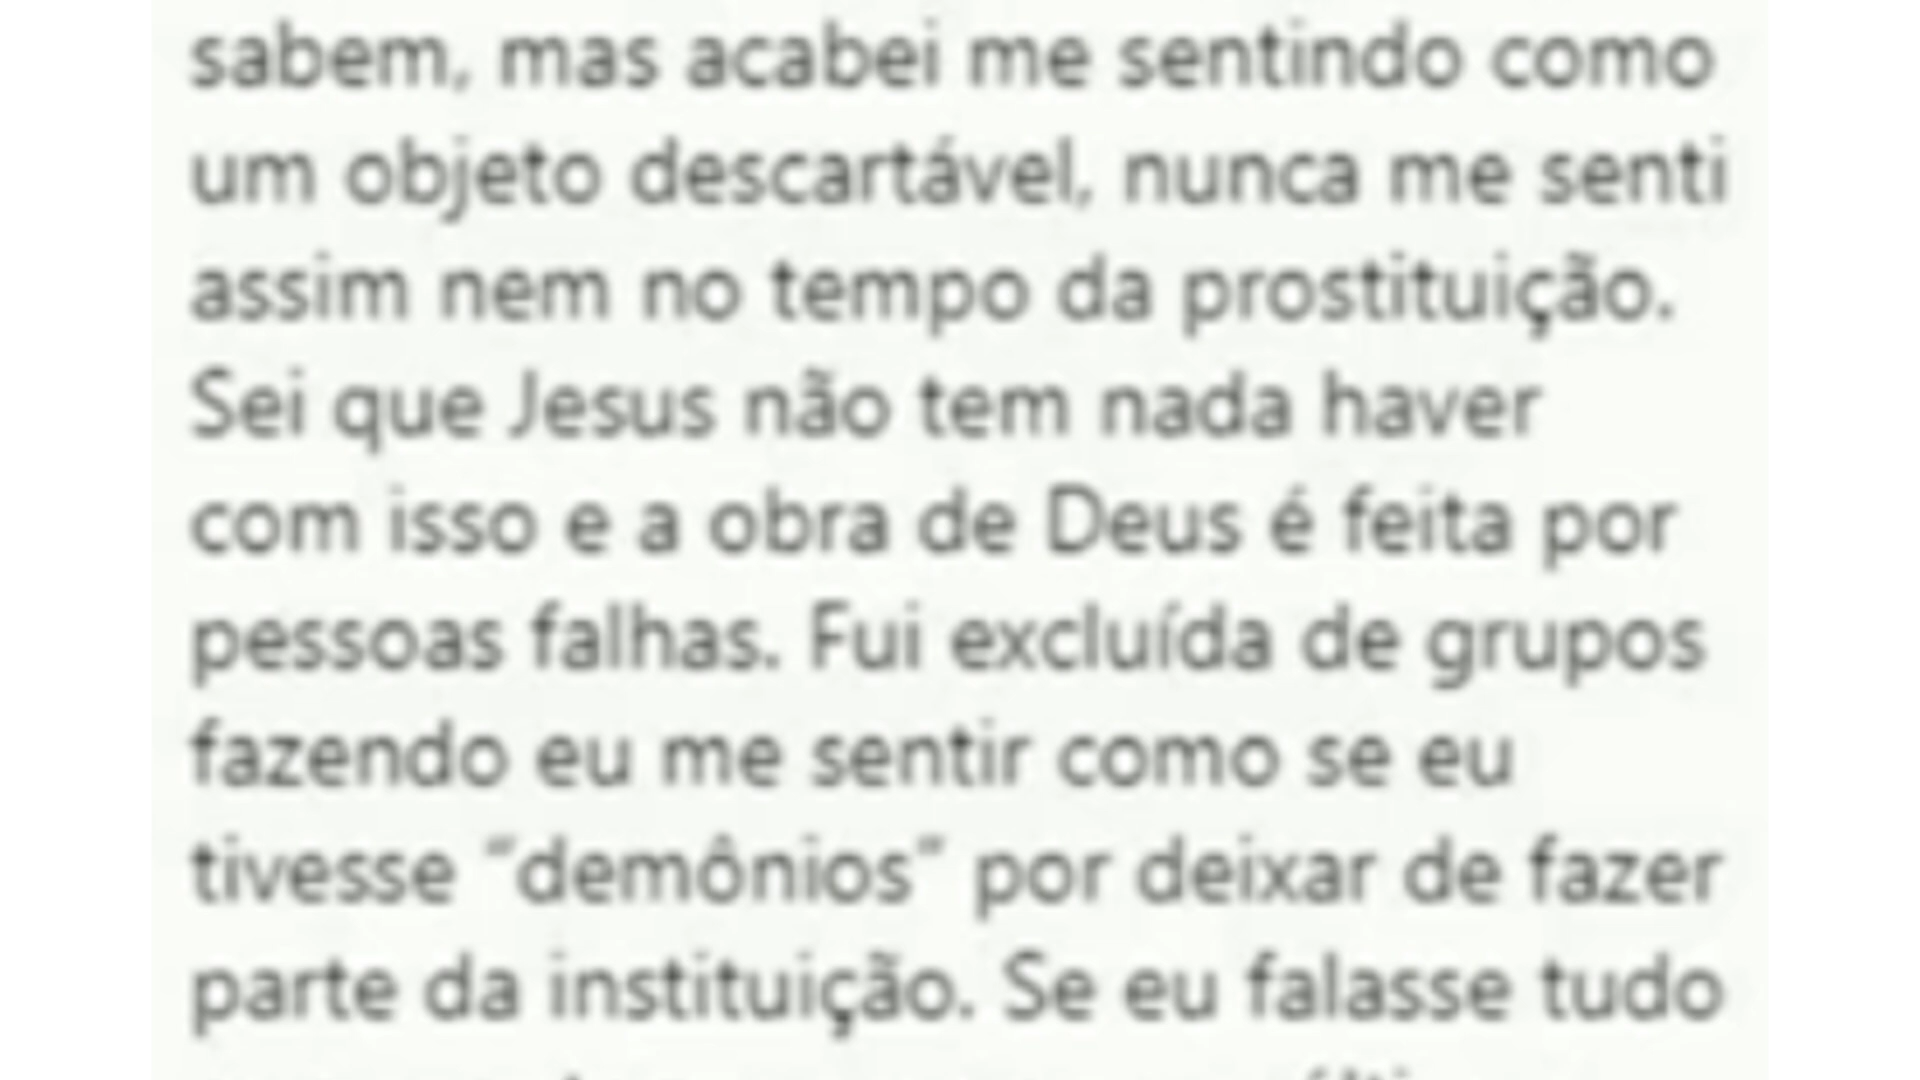 sabem, mas acabei me sentindo como
um objeto descartável, nunca me senti
assim nem no tempo da prostituição.
Sei que Jesus não tem nada haver
com isso e a obra de Deus é feita por
pessoas falhas. Fui excluída de grupos
fazendo eu me sentir como se eu
tivesse “demônios” por deixar de fazer
parte da instituição. Se eu falasse tudo